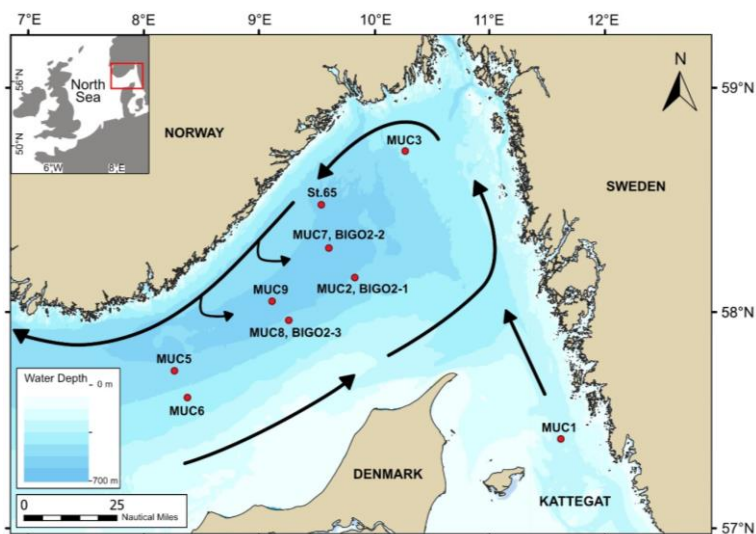 7°E 8°E 9°E 10°E 11°E 12°E
North
Sea
56°N
50°N
6°W 8°E
N
59°N
NORWAY
MUC3
SWEDEN
St.65
MUC7, BIGO2-2
MUC2, BIGO2-1
MUC9
MUC8, BIGO2-3
58°N
MUC5
MUC6
Water Depth
0 m
700 m
MUC1
DENMARK
KATTEGAT
0 25
Nautical Miles
57°N